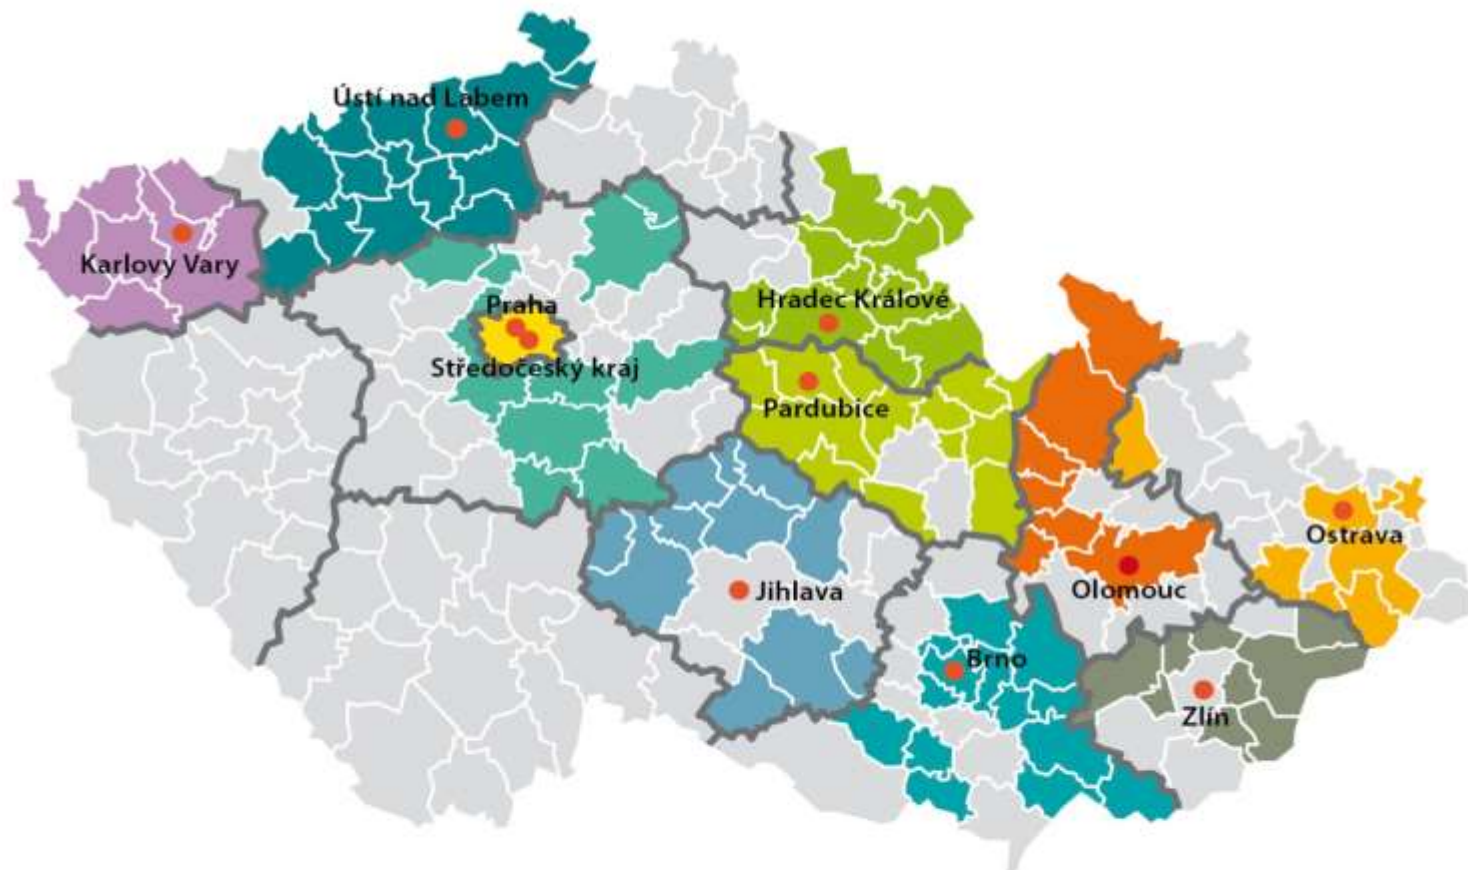 Ústí nad Labem
Karlovy Vary
Praha
Hradec Králové
Středočeský kraj
Pardubice
Ostrava
Jihlava
Olomouc
Brno
Zlín